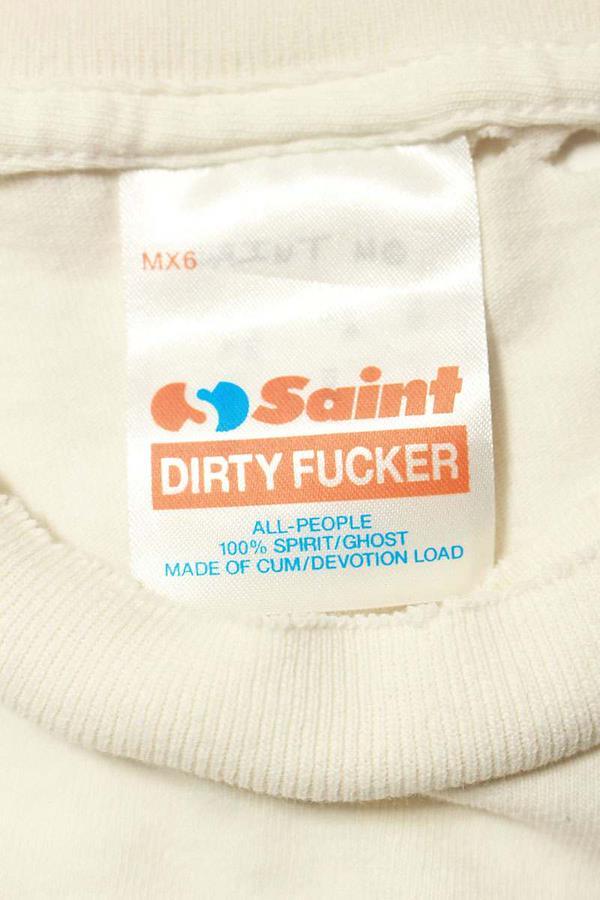 MX6
Saint
DIRTY FUCKER
ALL-PEOPLE
100% SPIRIT/GHOST
MADE OF CUM/DEVOTION LOAD